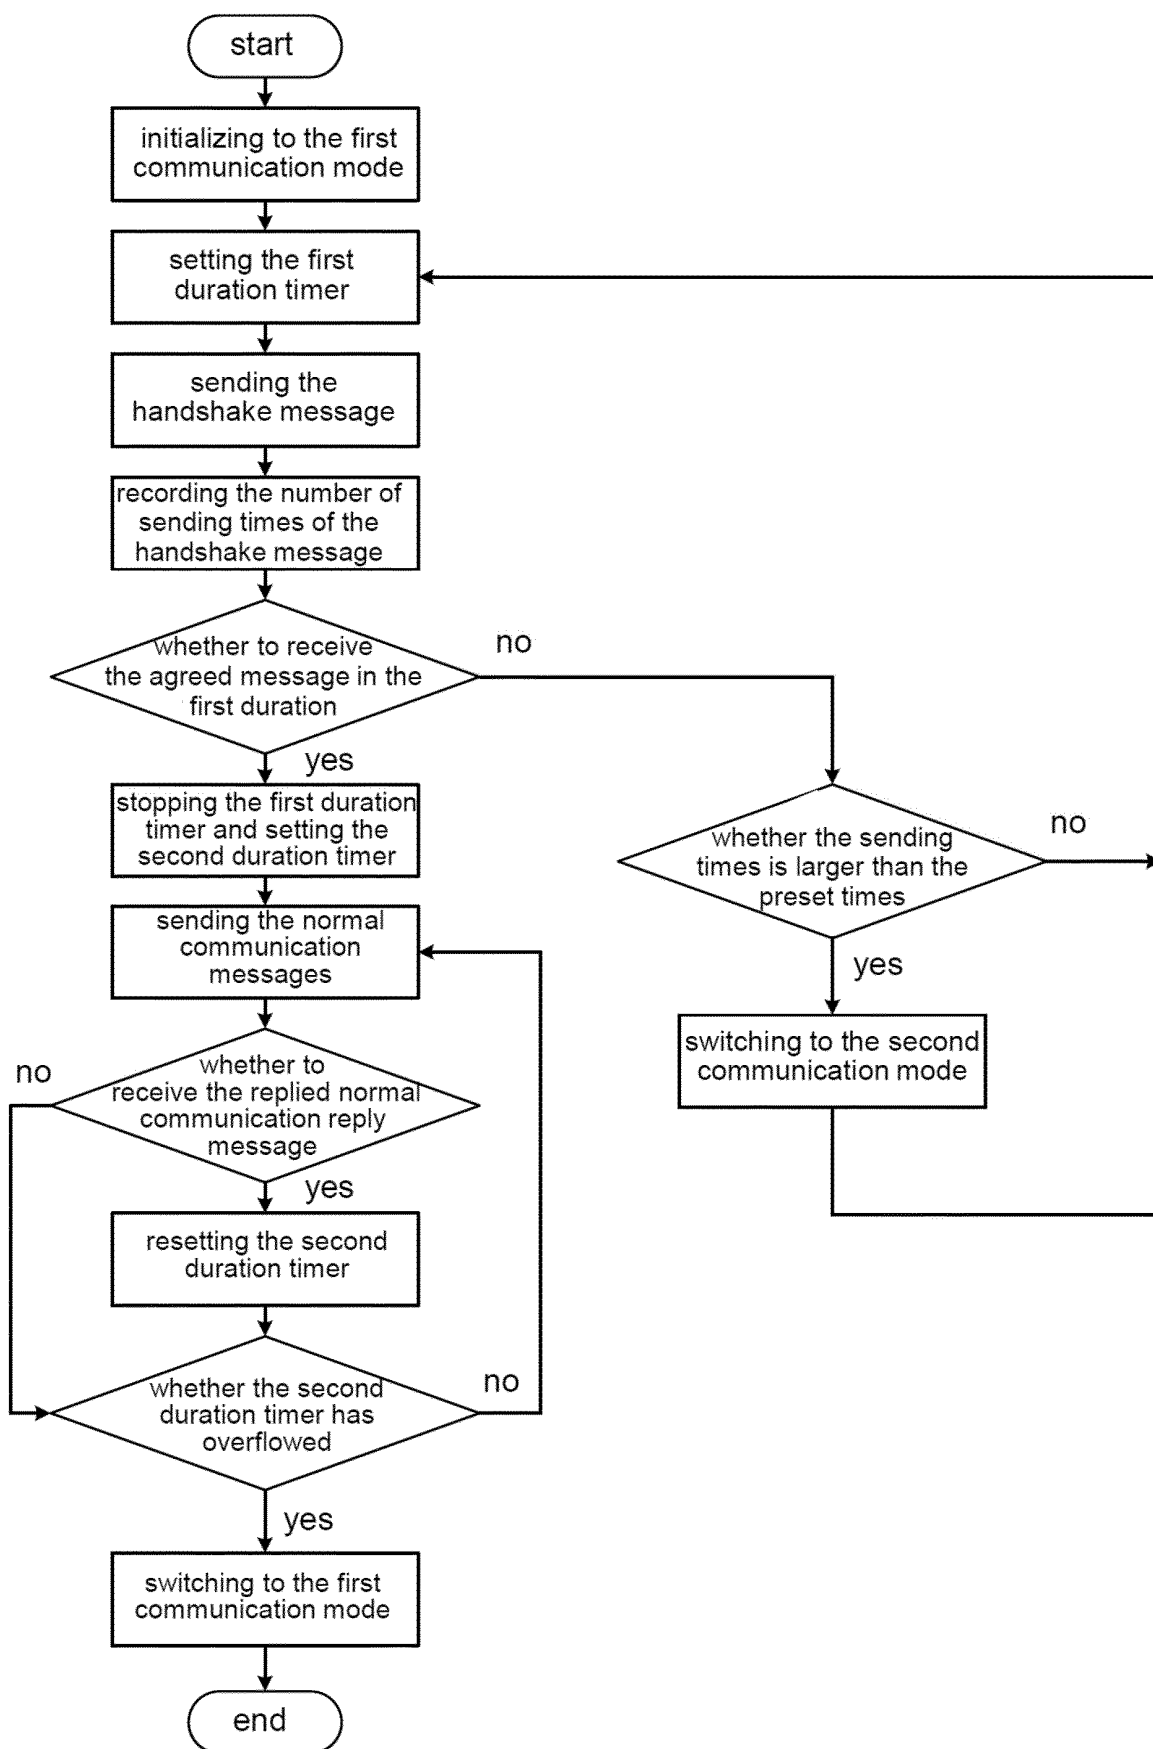 start
initializing to the first
communication mode
setting the first
duration timer
sending the
handshake message
recording the number of
sending times of the
handshake message
whether to receive
the agreed message in the
first duration
no
yes
stopping the first duration
timer and setting the
second duration timer
whether the sending
times is larger than the
preset times
no
yes
switching to the second
communication mode
sending the normal
communication
messages
whether to
receive the replied normal
communication reply
message
no
yes
resetting the second
duration timer
whether the second
duration timer has
overflowed
no
yes
switching to the first
communication mode
end